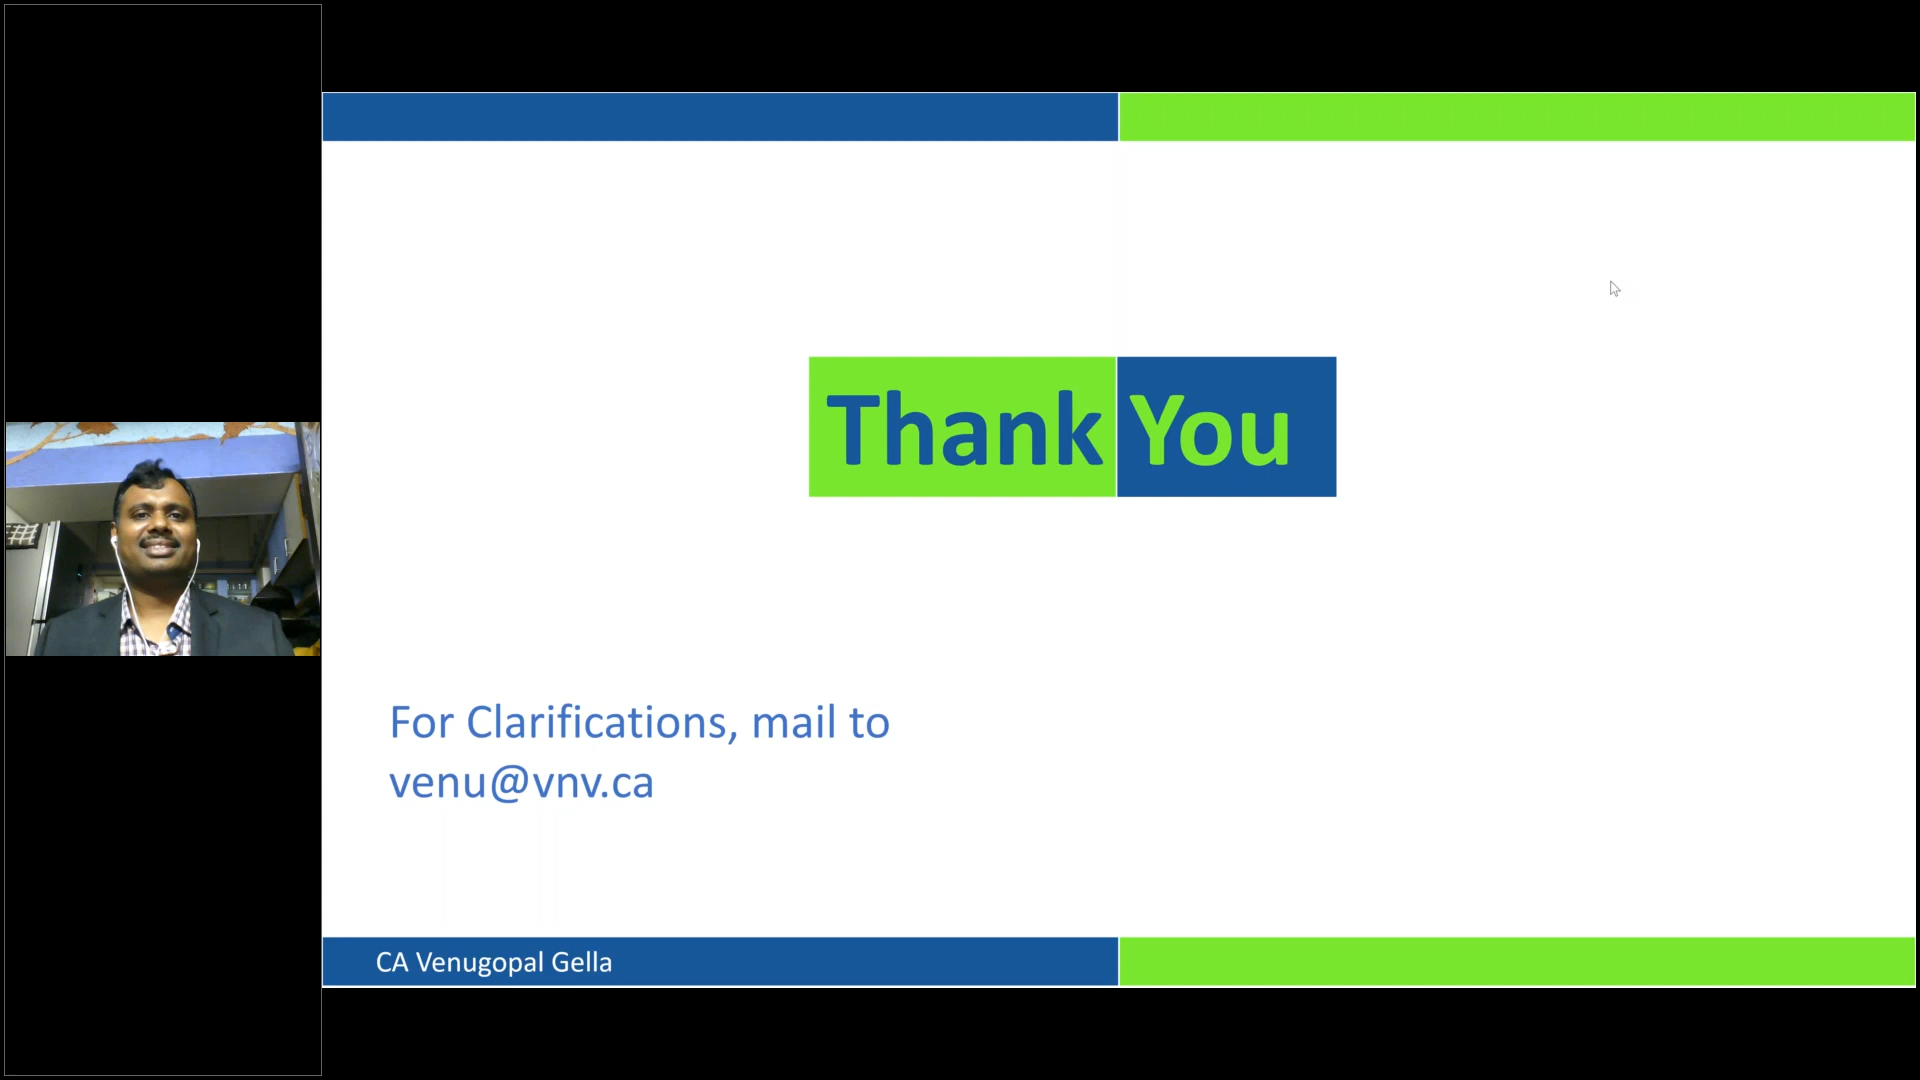 Thank You
For Clarifications, mail to
venu@vnv.ca
CA Venugopal Gella